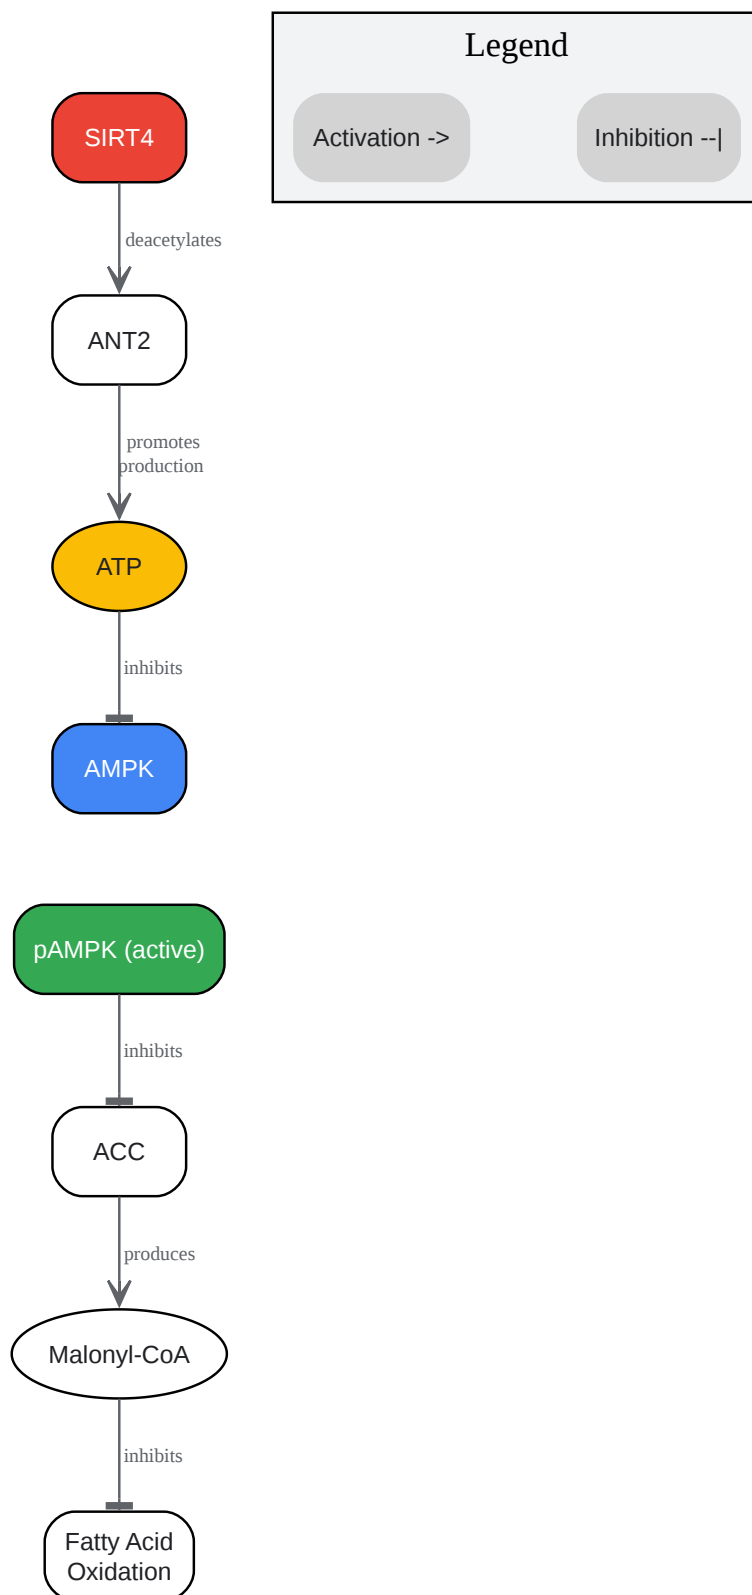 Legend
Activation ->
Inhibition --|
SIRT4
deacetylates
ANT2
promotes
production
ATP
inhibits
AMPK
pAMPK (active)
inhibits
ACC
produces
Malonyl-CoA
inhibits
Fatty Acid
Oxidation